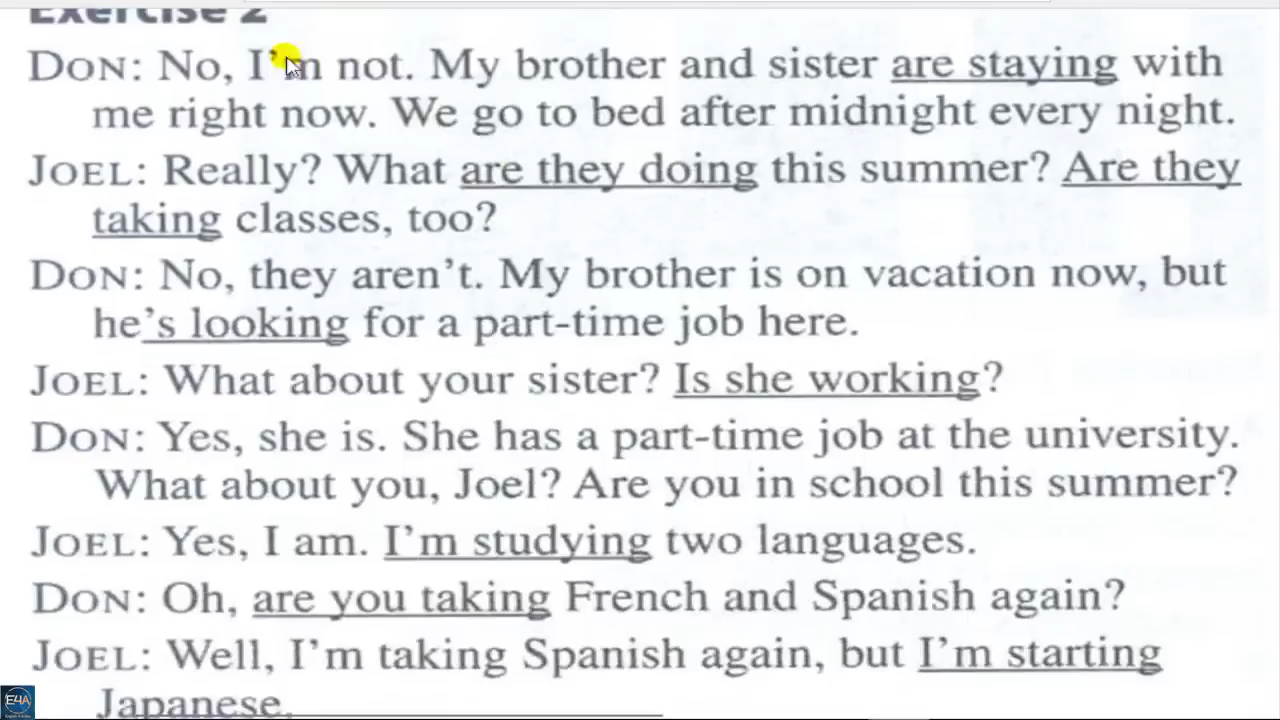 Exercise 2
DON: No, I'm not. My brother and sister are staying with
me right now. We go to bed after midnight every night.
JOEL: Really? What are they doing this summer? Are they
taking classes, too?
DON: No, they aren't. My brother is on vacation now, but
he's looking for a part-time job here.
JOEL: What about your sister? Is she working?
DON: Yes, she is. She has a part-time job at the university.
What about you, Joel? Are you in school this summer?
JOEL: Yes, I am. I'm studying two languages.
DON: Oh, are you taking French and Spanish again?
JOEL: Well, I'm taking Spanish again, but I'm starting
Japanese.
E4A